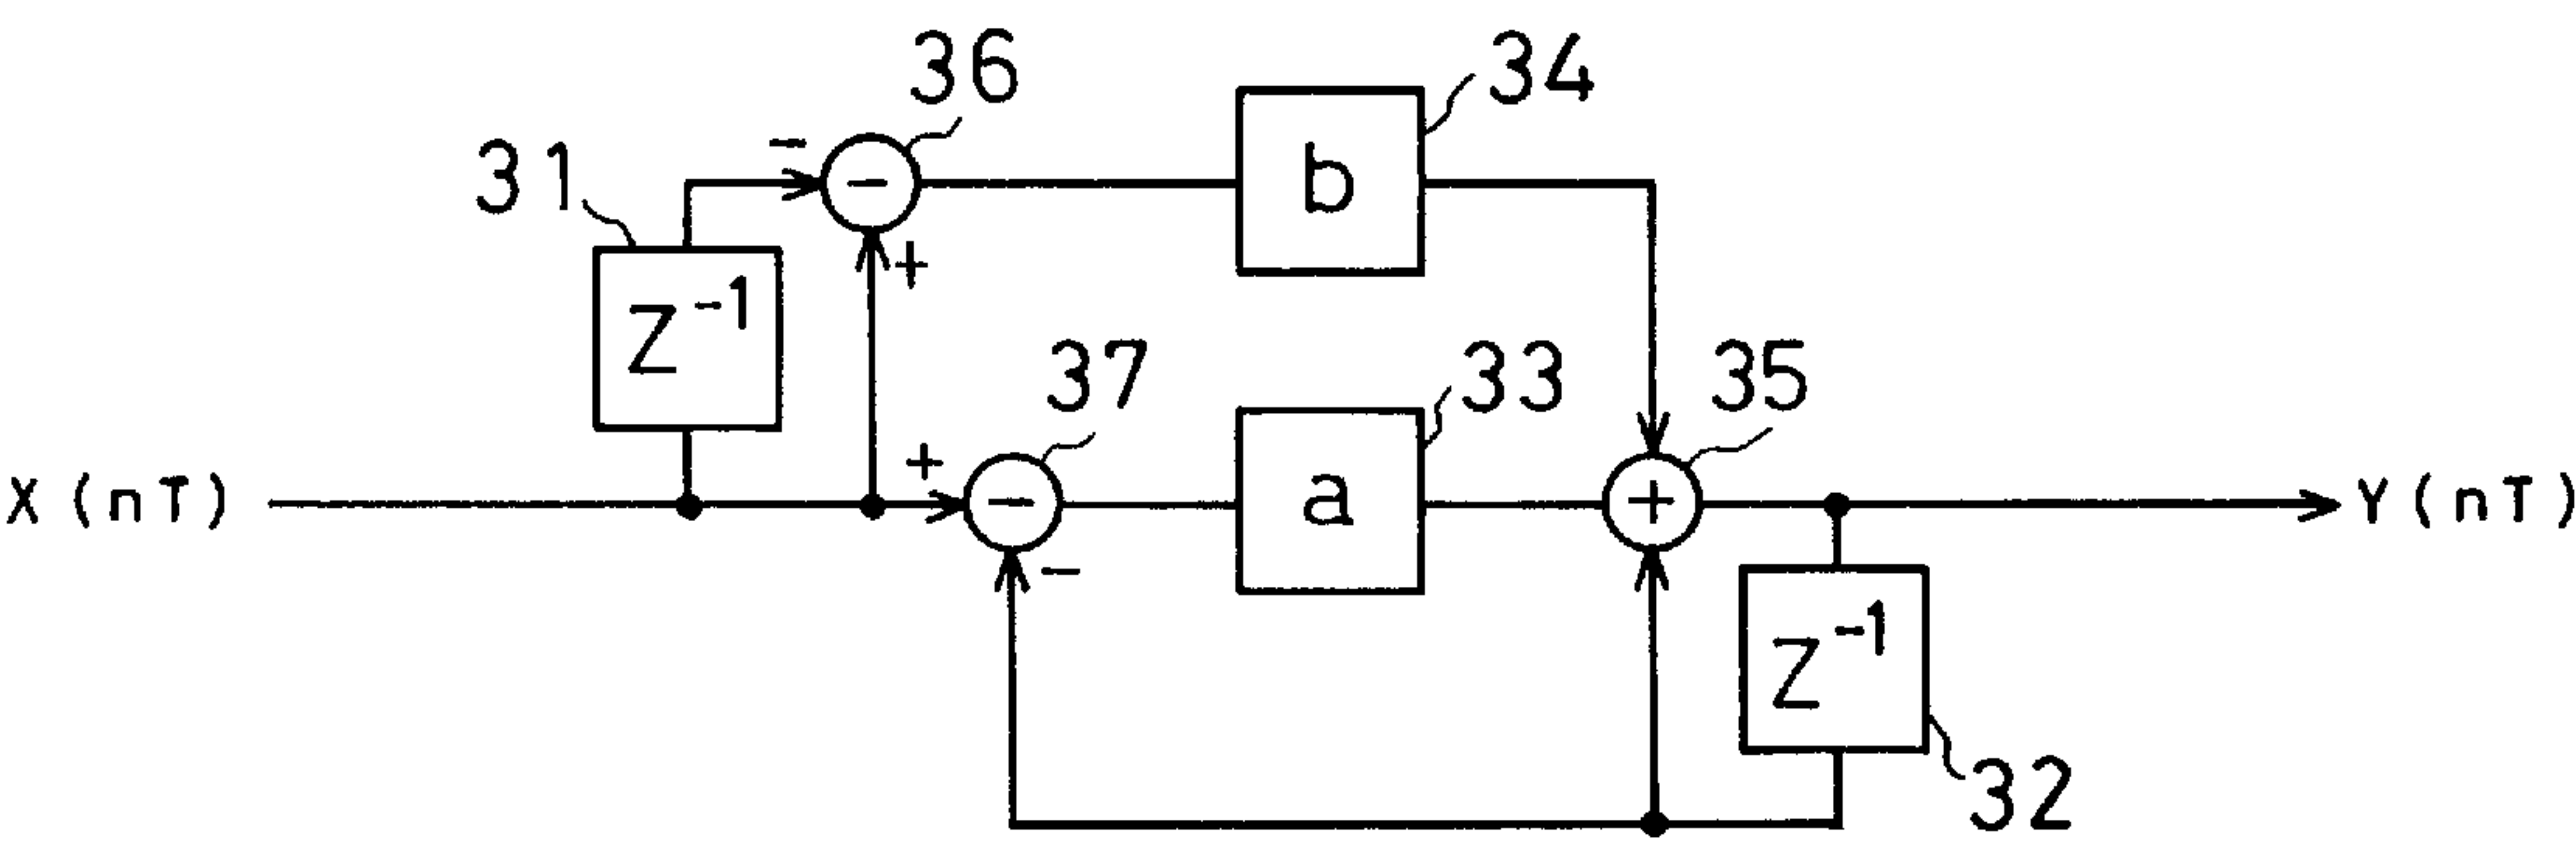 36
34
31
-
-
b
+
Z⁻¹
37
33
35
X(nT)
+
-
a
+
Y(nT)
-
Z⁻¹
32